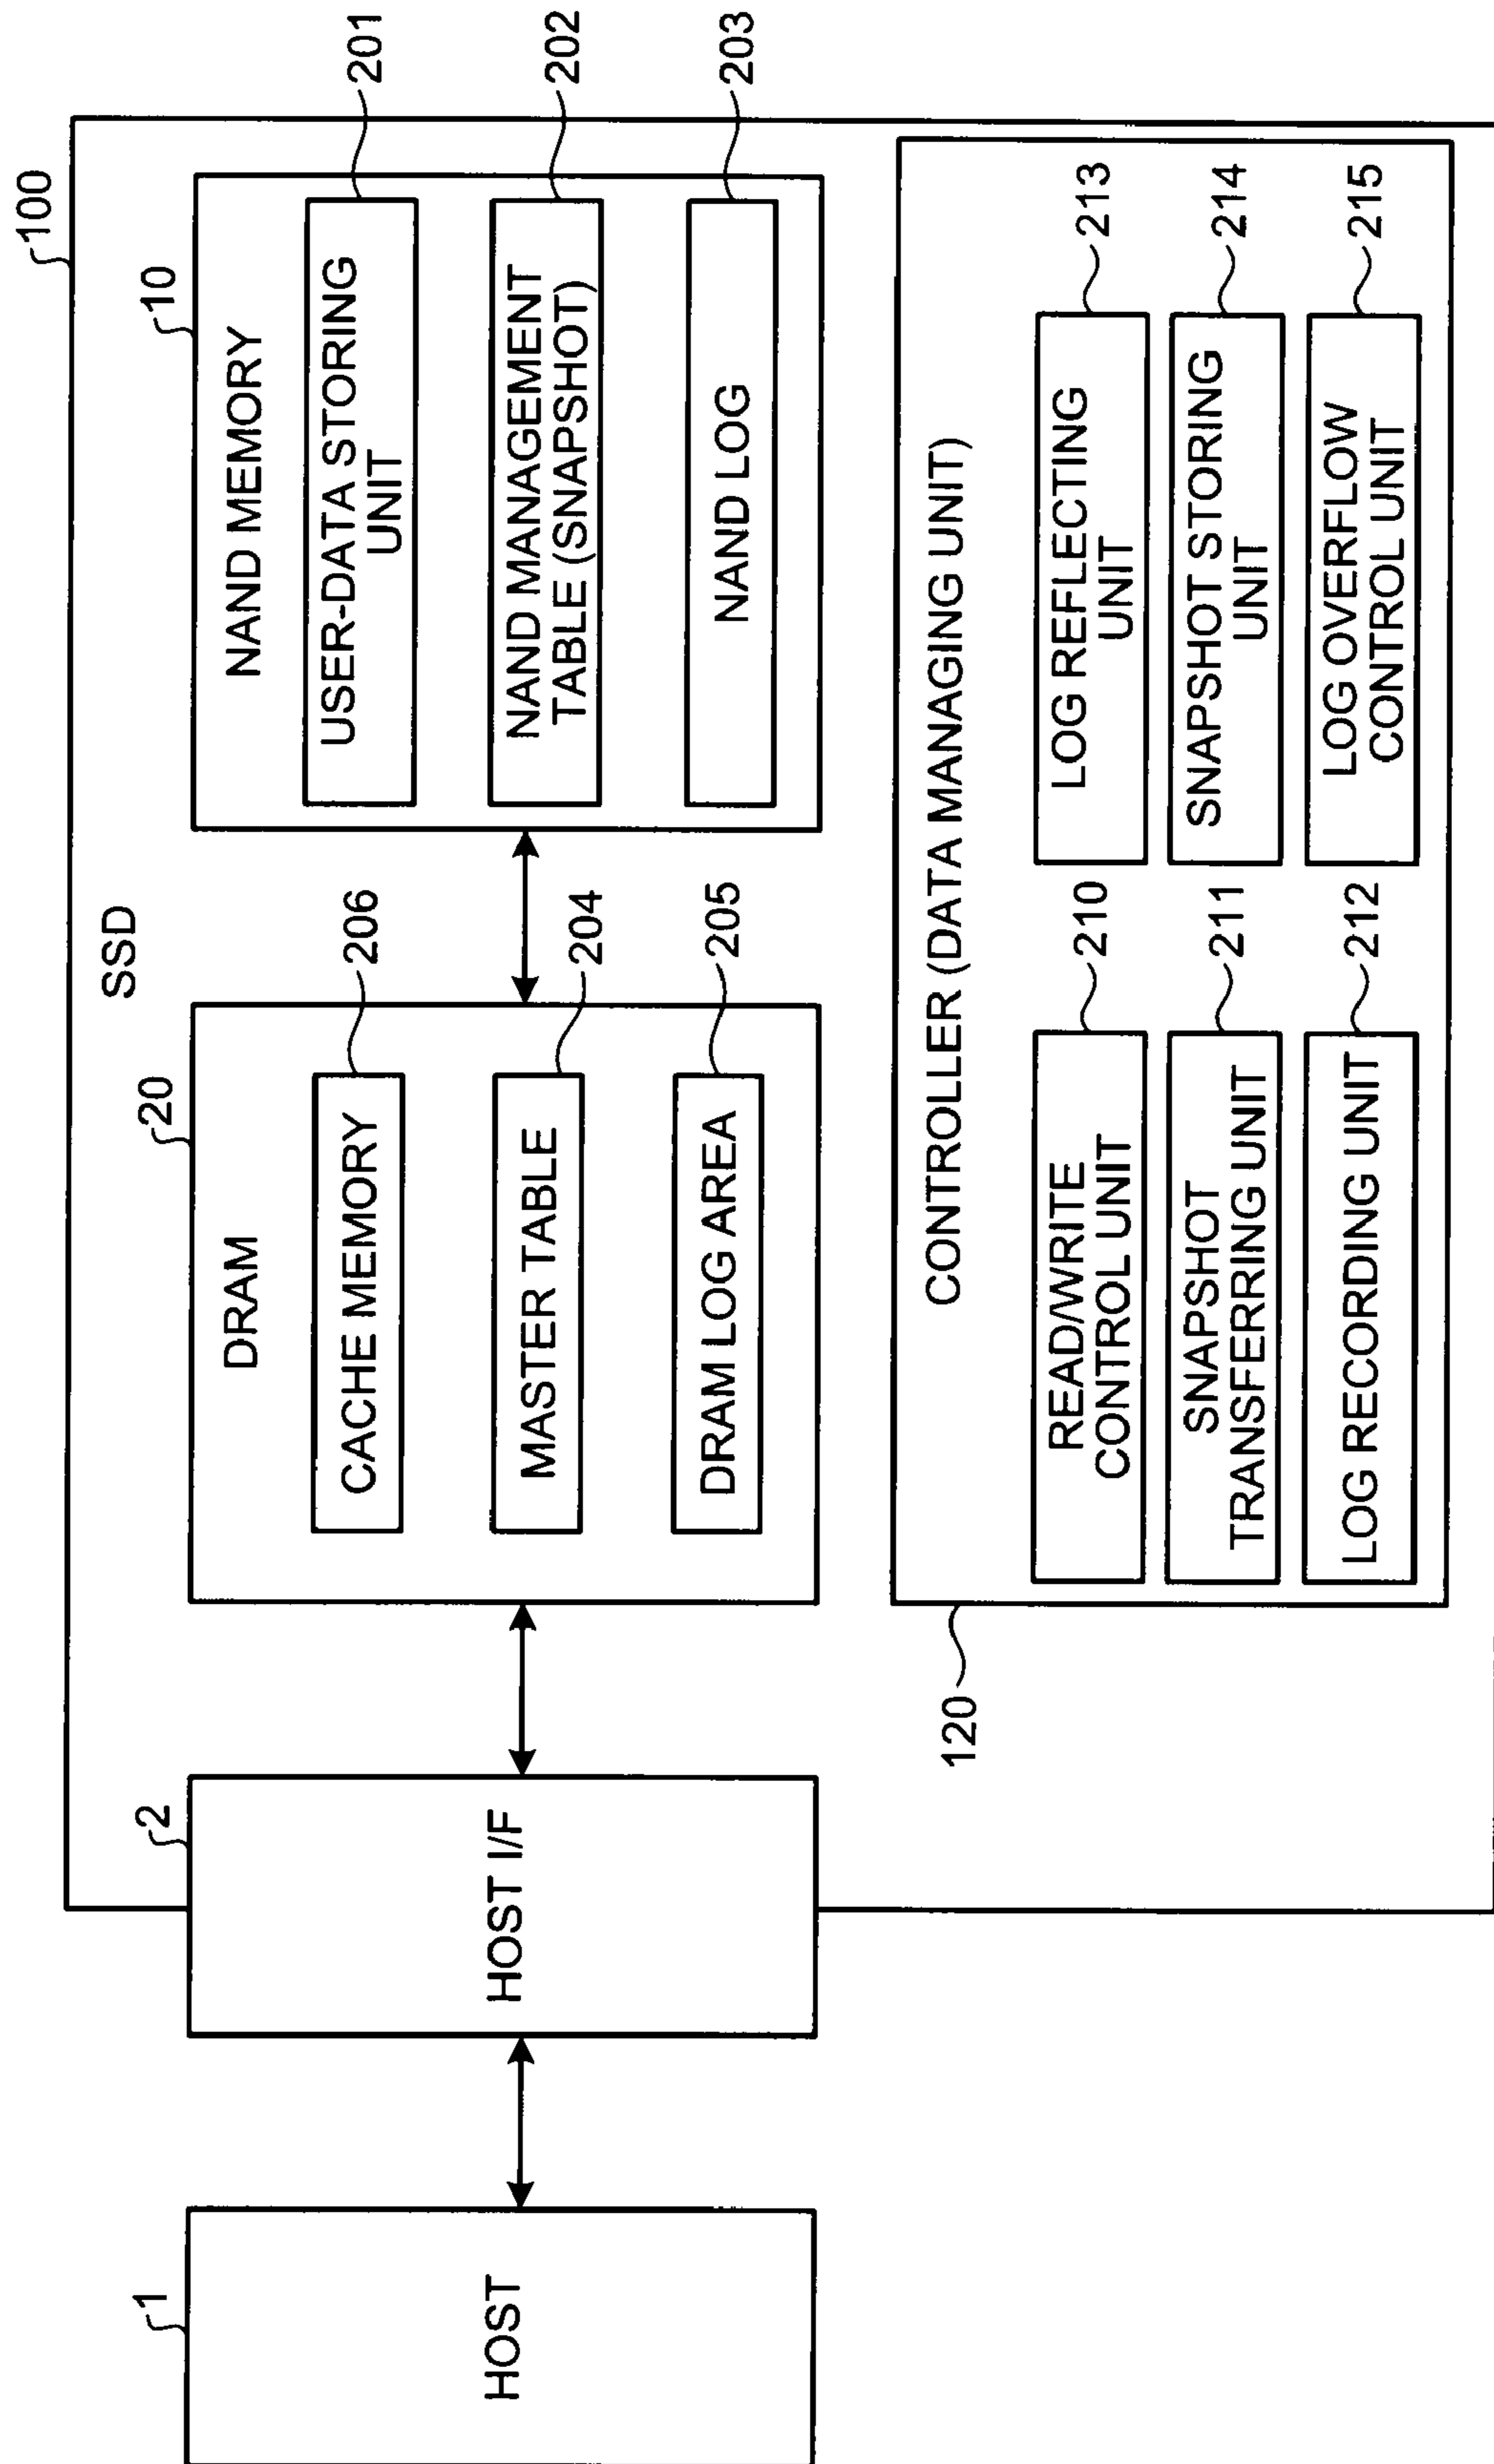 100
SSD
1
HOST
2
HOST I/F
20
DRAM
CACHE MEMORY
206
MASTER TABLE
204
DRAM LOG AREA
205
10
NAND MEMORY
USER-DATA STORING
UNIT
201
NAND MANAGEMENT
TABLE (SNAPSHOT)
202
NAND LOG
203
120
CONTROLLER (DATA MANAGING UNIT)
READ/WRITE
CONTROL UNIT
210
SNAPSHOT
TRANSFERRING UNIT
211
LOG RECORDING UNIT
212
LOG REFLECTING
UNIT
213
SNAPSHOT STORING
UNIT
214
LOG OVERFLOW
CONTROL UNIT
215